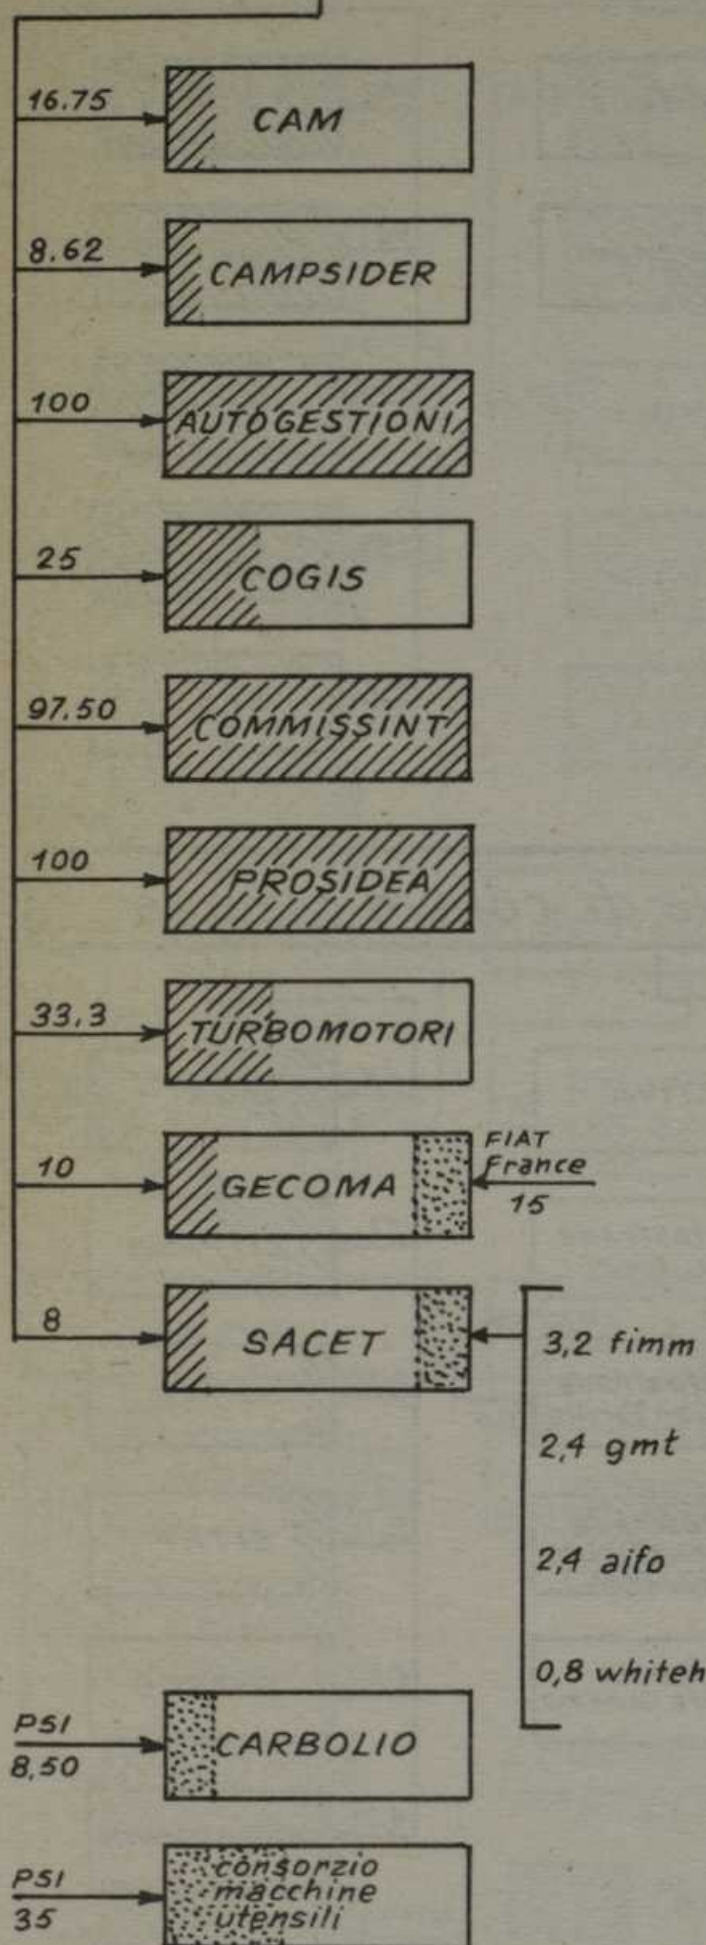 16.75
CAM
8.62
CAMPSIDER
100
AUTOGESTIONI
25
COGIS
97.50
COMMISSINT
100
PROSIDEA
33,3
TURBOMOTORI
10
GECOMA
FIAT
France
15
8
SACET
3,2 fimm
2,4 gmt
2,4 aifo
0,8 whiteh
PSI
8,50
CARBOLIO
PSI
35
consorzio
macchine
utensili